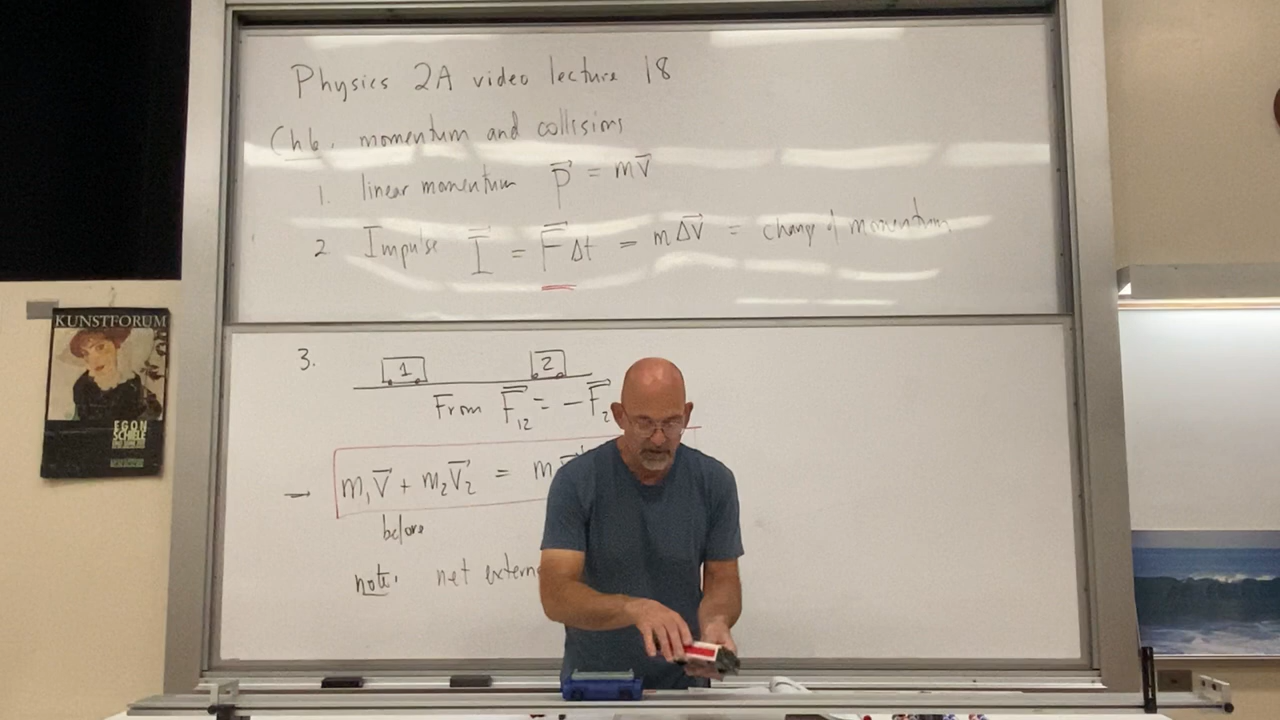 Physics 2A video lecture 18
Ch6. momentum and collisions
1. linear momentum p⃗ = mv⃗
2 Impulse I⃗ = F⃗Δt = mΔv⃗ = change of momentum
KUNSTFORUM
EGON
SCHIELE
3.
1 2
From F⃗₁₂ = -F⃗₂
m₁v⃗ + m₂v⃗₂ = m
before
note:  net extern